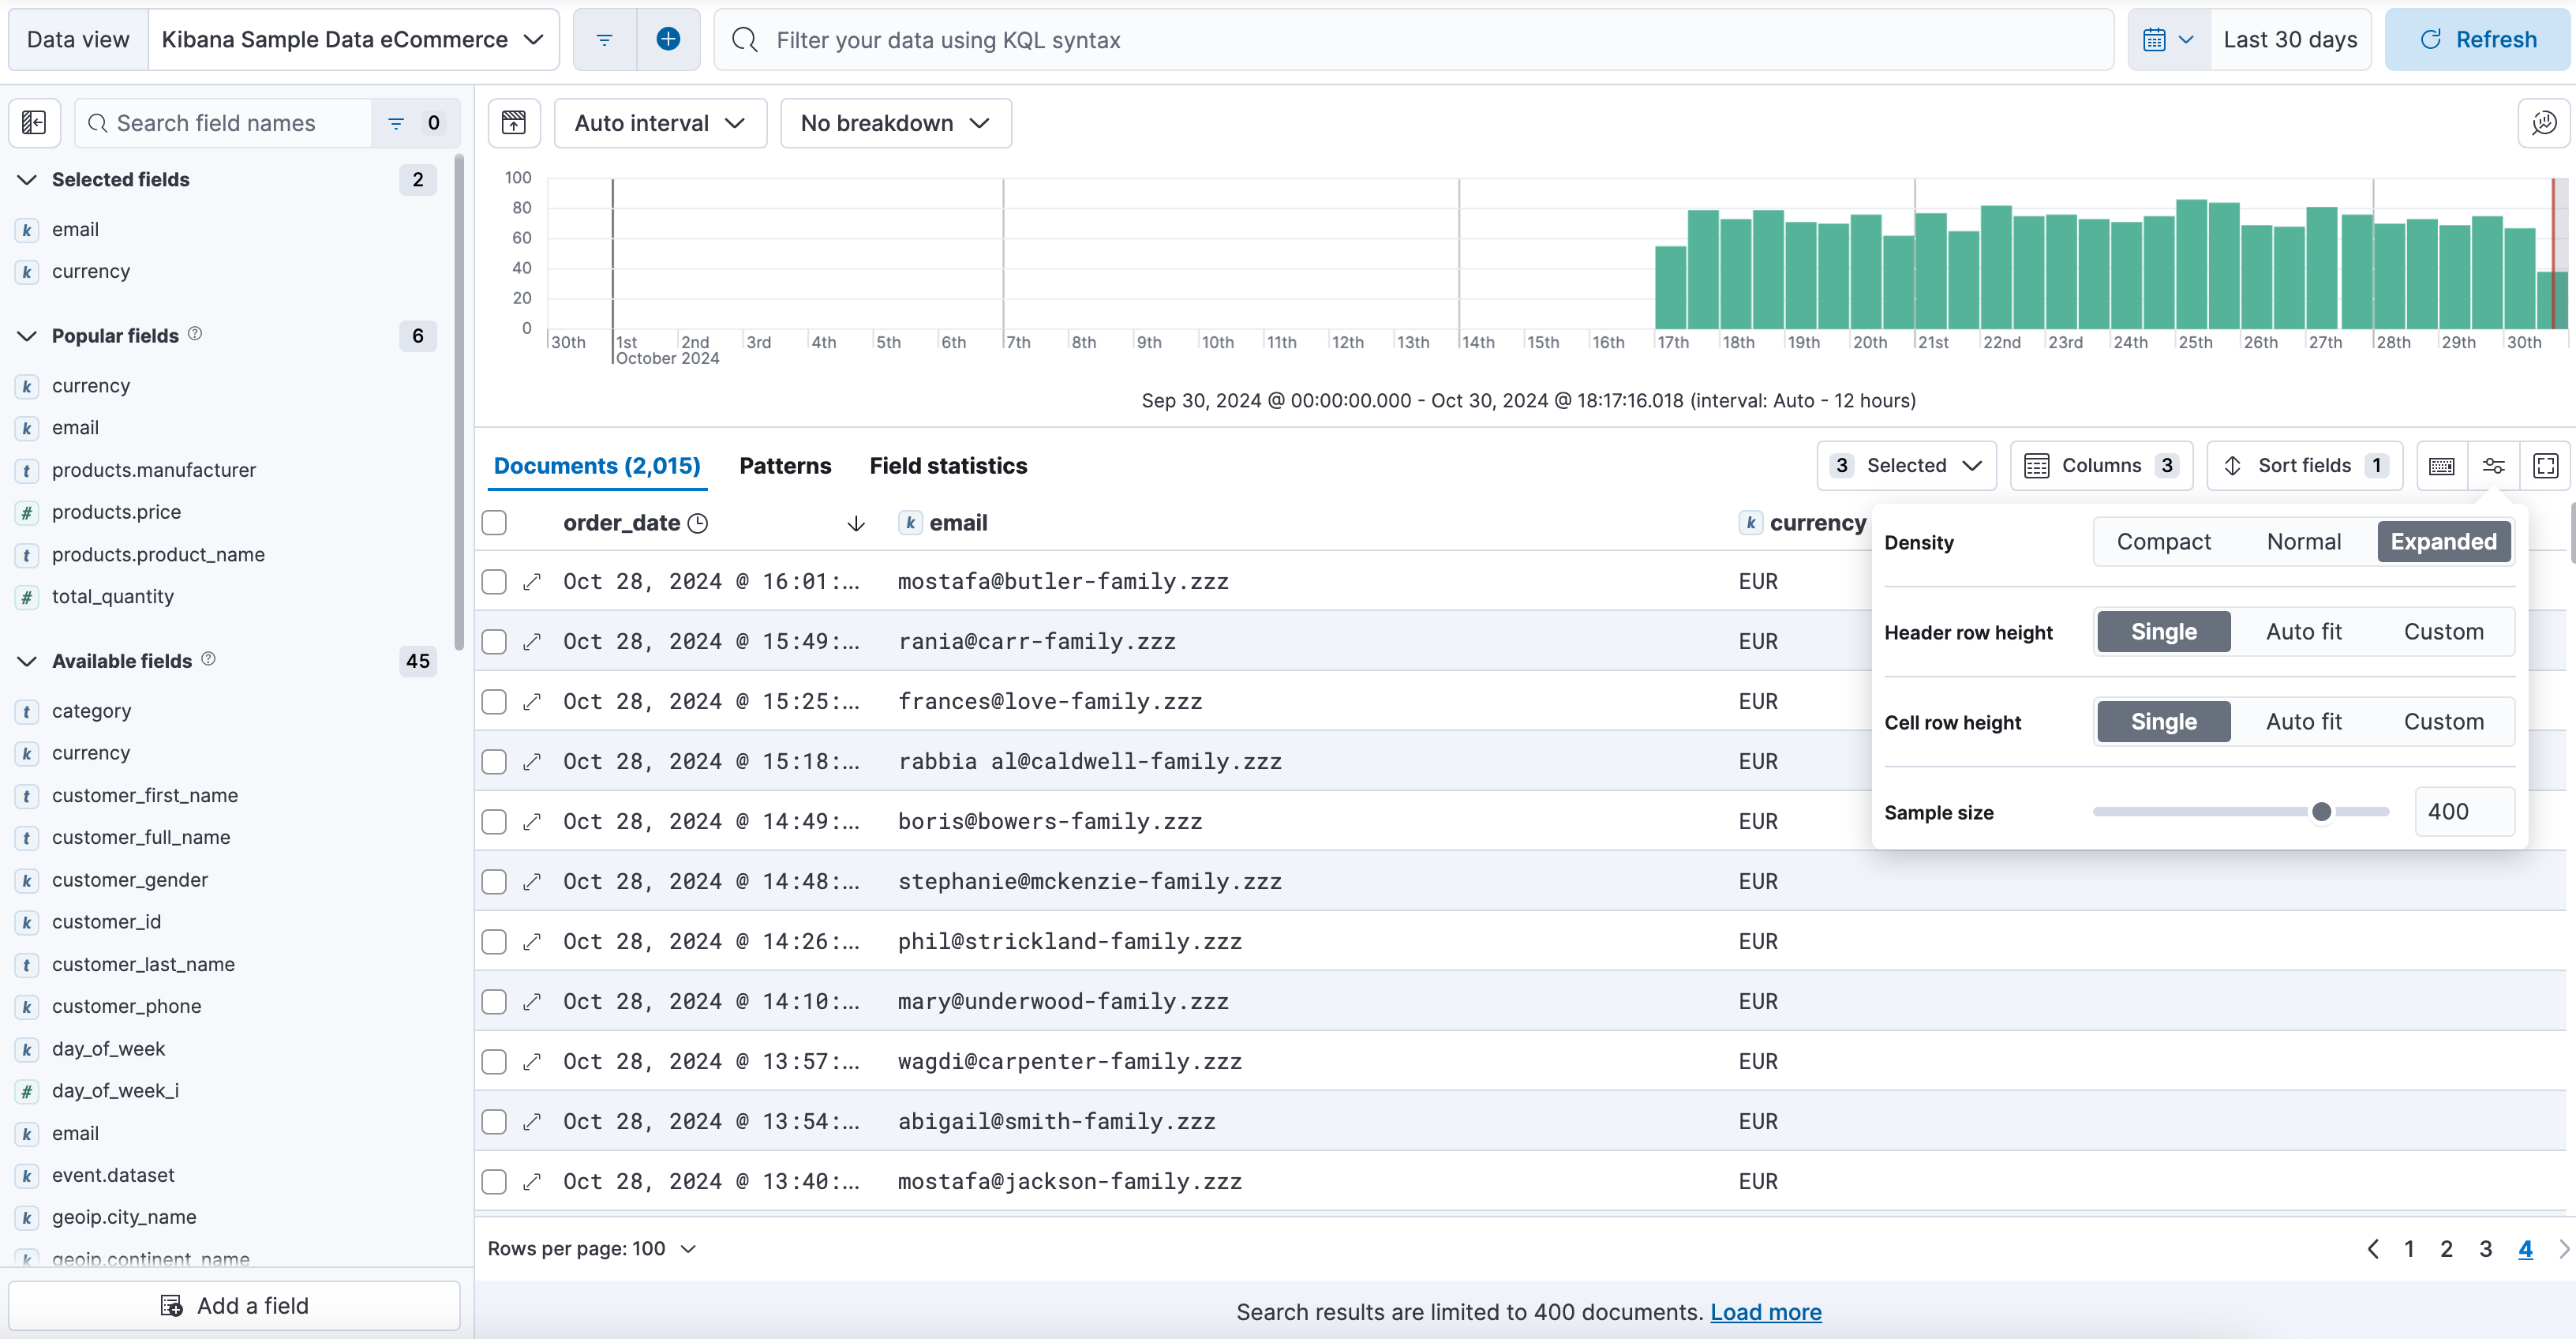 Data view
Kibana Sample Data eCommerce
Filter your data using KQL syntax
Last 30 days
Refresh
Search field names
0
Auto interval
No breakdown
Selected fields
2
k email
k currency
Popular fields
6
k currency
k email
t products.manufacturer
# products.price
t products.product_name
# total_quantity
Available fields
45
t category
k currency
t customer_first_name
t customer_full_name
k customer_gender
k customer_id
t customer_last_name
k customer_phone
k day_of_week
# day_of_week_i
k email
k event.dataset
k geoip.city_name
k geoip.continent_name
Add a field
100
80
60
40
20
0
30th 1st 2nd 3rd 4th 5th 6th 7th 8th 9th 10th 11th 12th 13th 14th 15th 16th 17th 18th 19th 20th 21st 22nd 23rd 24th 25th 26th 27th 28th 29th 30th
October 2024
Sep 30, 2024 @ 00:00:00.000 - Oct 30, 2024 @ 18:17:16.018 (interval: Auto - 12 hours)
Documents (2,015) Patterns Field statistics
3 Selected Columns 3 Sort fields 1
order_date k email k currency
Oct 28, 2024 @ 16:01:... mostafa@butler-family.zzz EUR
Oct 28, 2024 @ 15:49:... rania@carr-family.zzz EUR
Oct 28, 2024 @ 15:25:... frances@love-family.zzz EUR
Oct 28, 2024 @ 15:18:... rabbia al@caldwell-family.zzz EUR
Oct 28, 2024 @ 14:49:... boris@bowers-family.zzz EUR
Oct 28, 2024 @ 14:48:... stephanie@mckenzie-family.zzz EUR
Oct 28, 2024 @ 14:26:... phil@strickland-family.zzz EUR
Oct 28, 2024 @ 14:10:... mary@underwood-family.zzz EUR
Oct 28, 2024 @ 13:57:... wagdi@carpenter-family.zzz EUR
Oct 28, 2024 @ 13:54:... abigail@smith-family.zzz EUR
Oct 28, 2024 @ 13:40:... mostafa@jackson-family.zzz EUR
Density Compact Normal Expanded
Header row height Single Auto fit Custom
Cell row height Single Auto fit Custom
Sample size 400
Rows per page: 100
1 2 3 4
Search results are limited to 400 documents. Load more